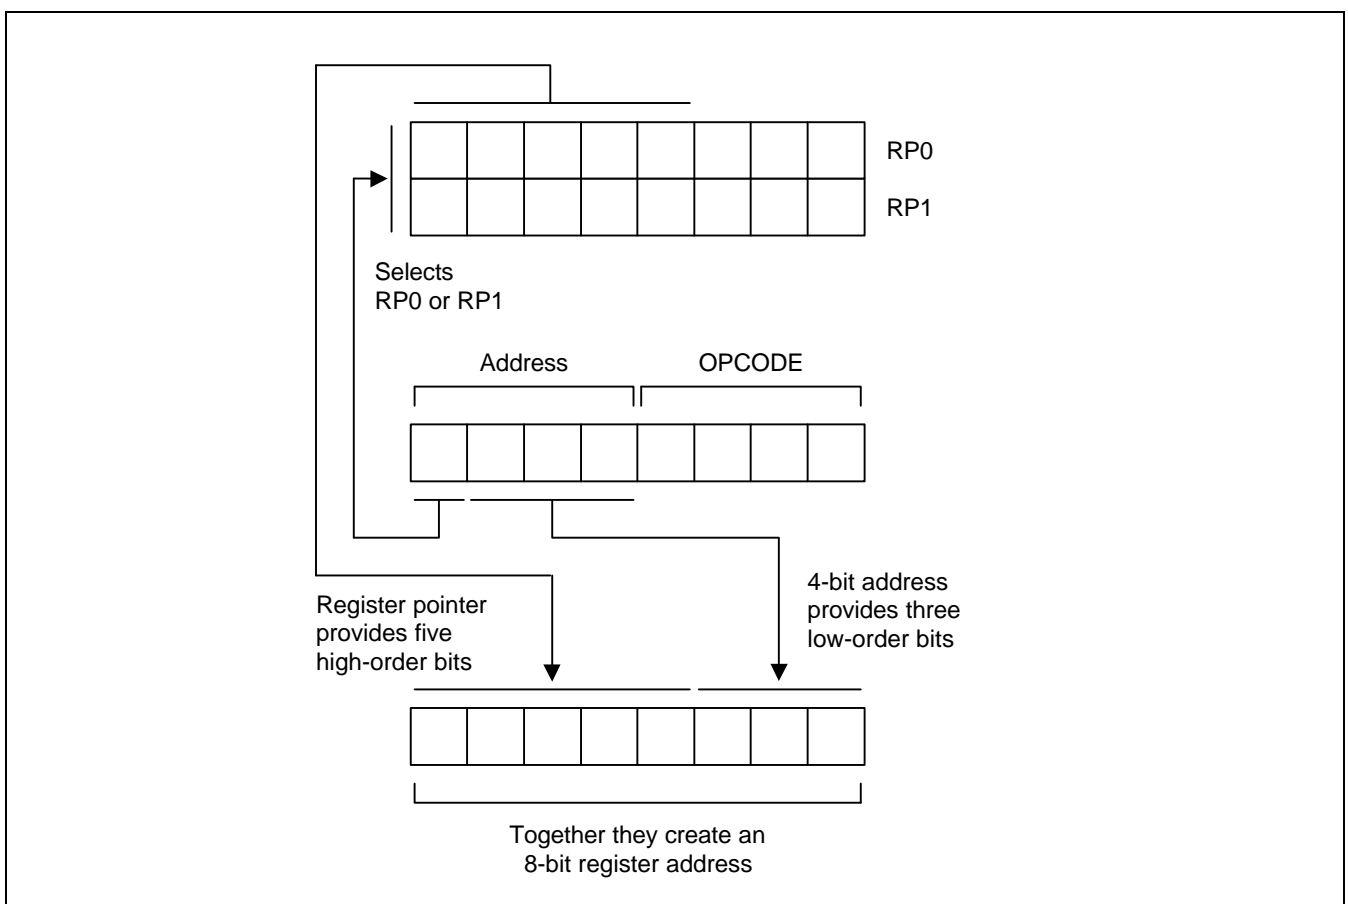 RP0
RP1
Selects
RP0 or RP1
Address
OPCODE
4-bit address
provides three
low-order bits
Register pointer
provides five
high-order bits
Together they create an
8-bit register address